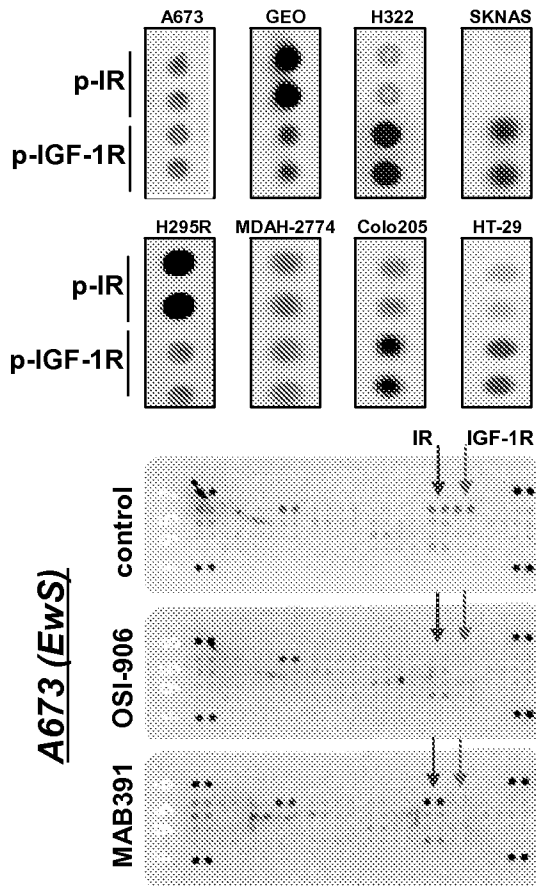 A673 GEO H322 SKNAS
p-IR
p-IGF-1R
H295R MDAH-2774 Colo205 HT-29
p-IR
p-IGF-1R
IR IGF-1R
control
OSI-906
MAB391
A673 (EwS)